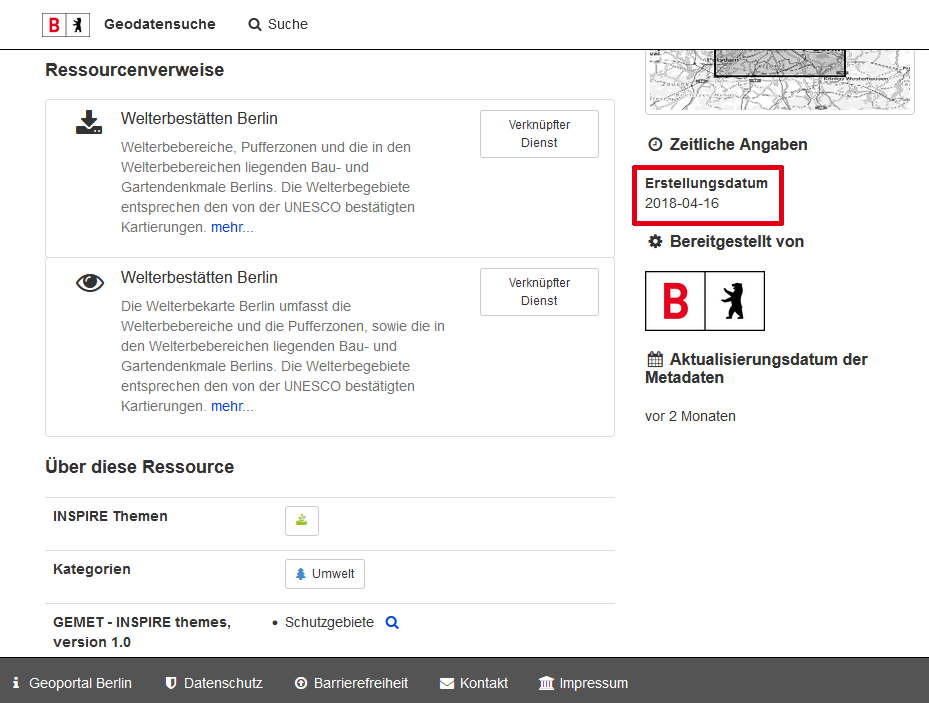 B
Geodatensuche
Suche
Ressourcenverweise
Welterbestätten Berlin
Welterbebereiche, Pufferzonen und die in den
Welterbebereichen liegenden Bau- und
Gartendenkmale Berlins. Die Welterbegebiete
entsprechen den von der UNESCO bestätigten
Kartierungen. mehr...
Verknüpfter
Dienst
Welterbestätten Berlin
Die Welterbekarte Berlin umfasst die
Welterbebereiche und die Pufferzonen, sowie die in
den Welterbebereichen liegenden Bau- und
Gartendenkmale Berlins. Die Welterbegebiete
entsprechen den von der UNESCO bestätigten
Kartierungen. mehr...
Verknüpfter
Dienst
Über diese Ressource
INSPIRE Themen
Kategorien
Umwelt
GEMET - INSPIRE themes,
version 1.0
• Schutzgebiete
Zeitliche Angaben
Erstellungsdatum
2018-04-16
Bereitgestellt von
B
Aktualisierungsdatum der
Metadaten
vor 2 Monaten
Geoportal Berlin
Datenschutz
Barrierefreiheit
Kontakt
Impressum